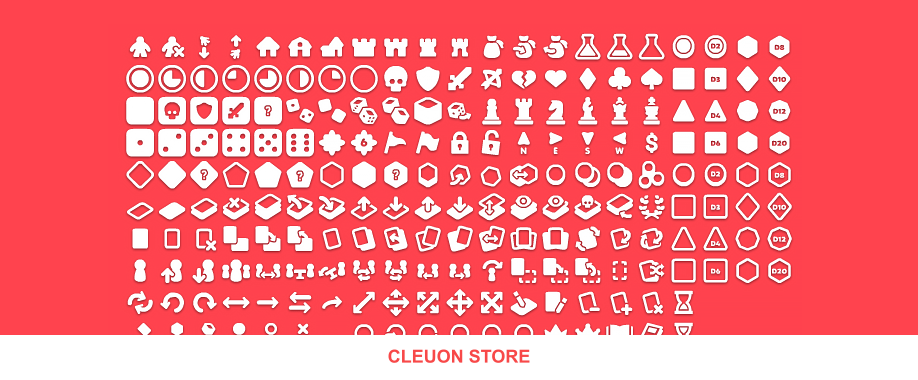 D2 D8
D3 D10
? D4 D12
N E S W $ D6 D20
? ? ? D2 D8
D3 D10
D4 D12
D6 D20
CLEUON STORE